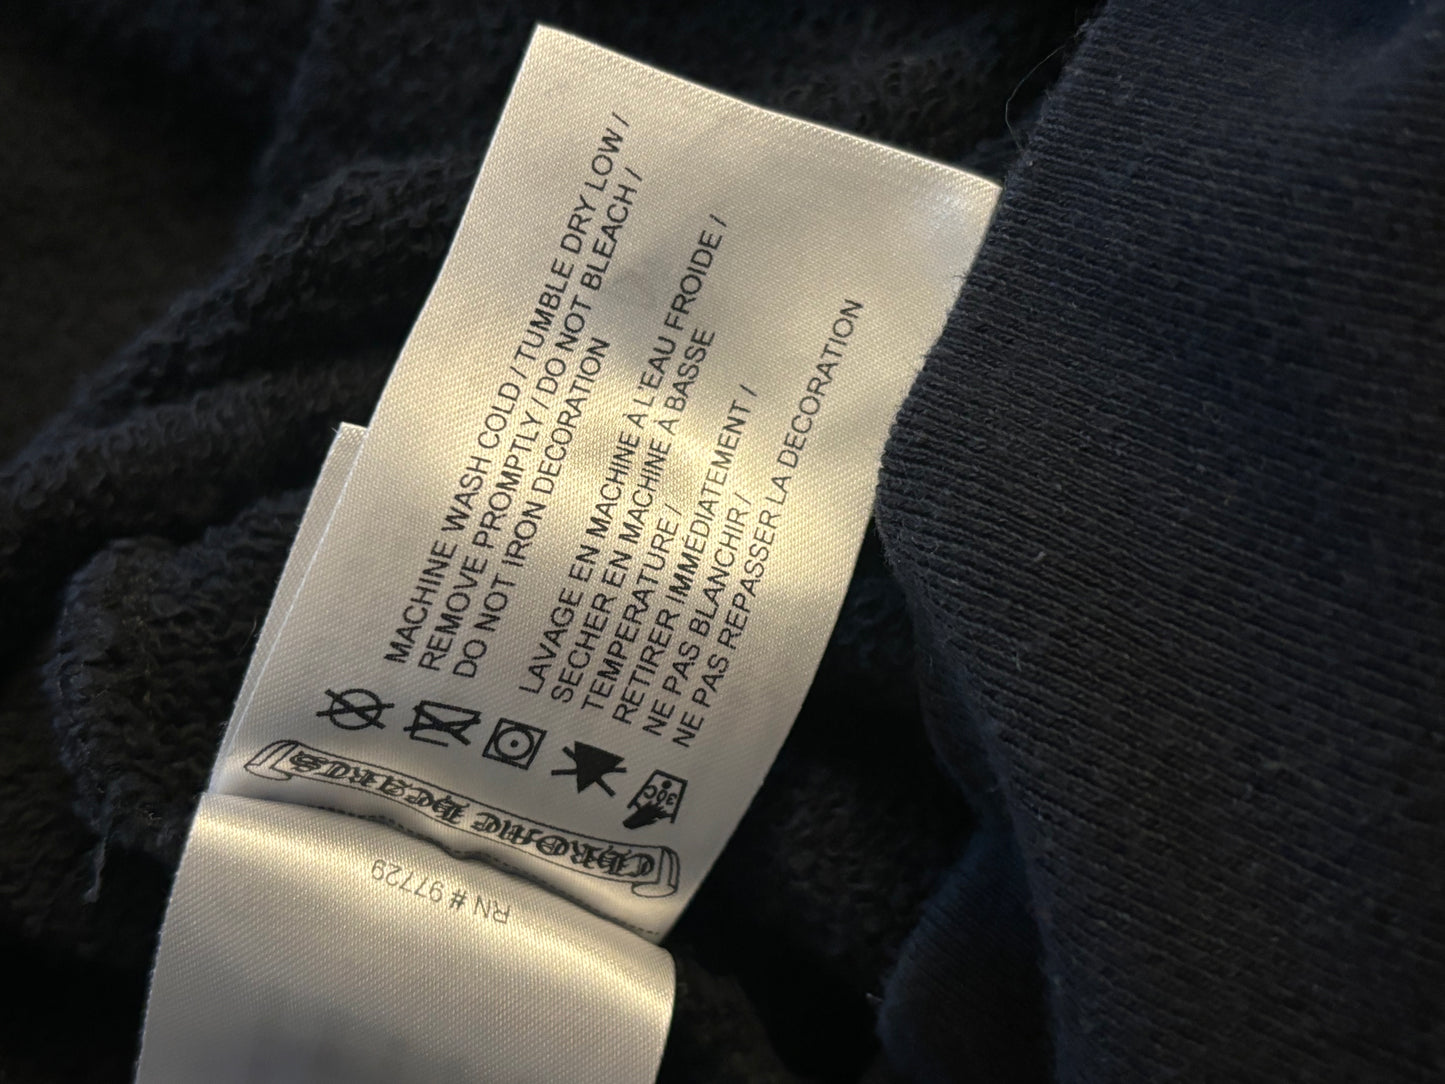 MACHINE WASH COLD / TUMBLE DRY LOW /
REMOVE PROMPTLY / DO NOT BLEACH /
DO NOT IRON DECORATION
LAVAGE EN MACHINE À L'EAU FROIDE /
SECHER EN MACHINE À BASSE
TEMPERATURE /
RETIRER IMMEDIATEMENT /
NE PAS BLANCHIR /
NE PAS REPASSER LA DECORATION
30C
CHROME HEARTS
RN # 97729